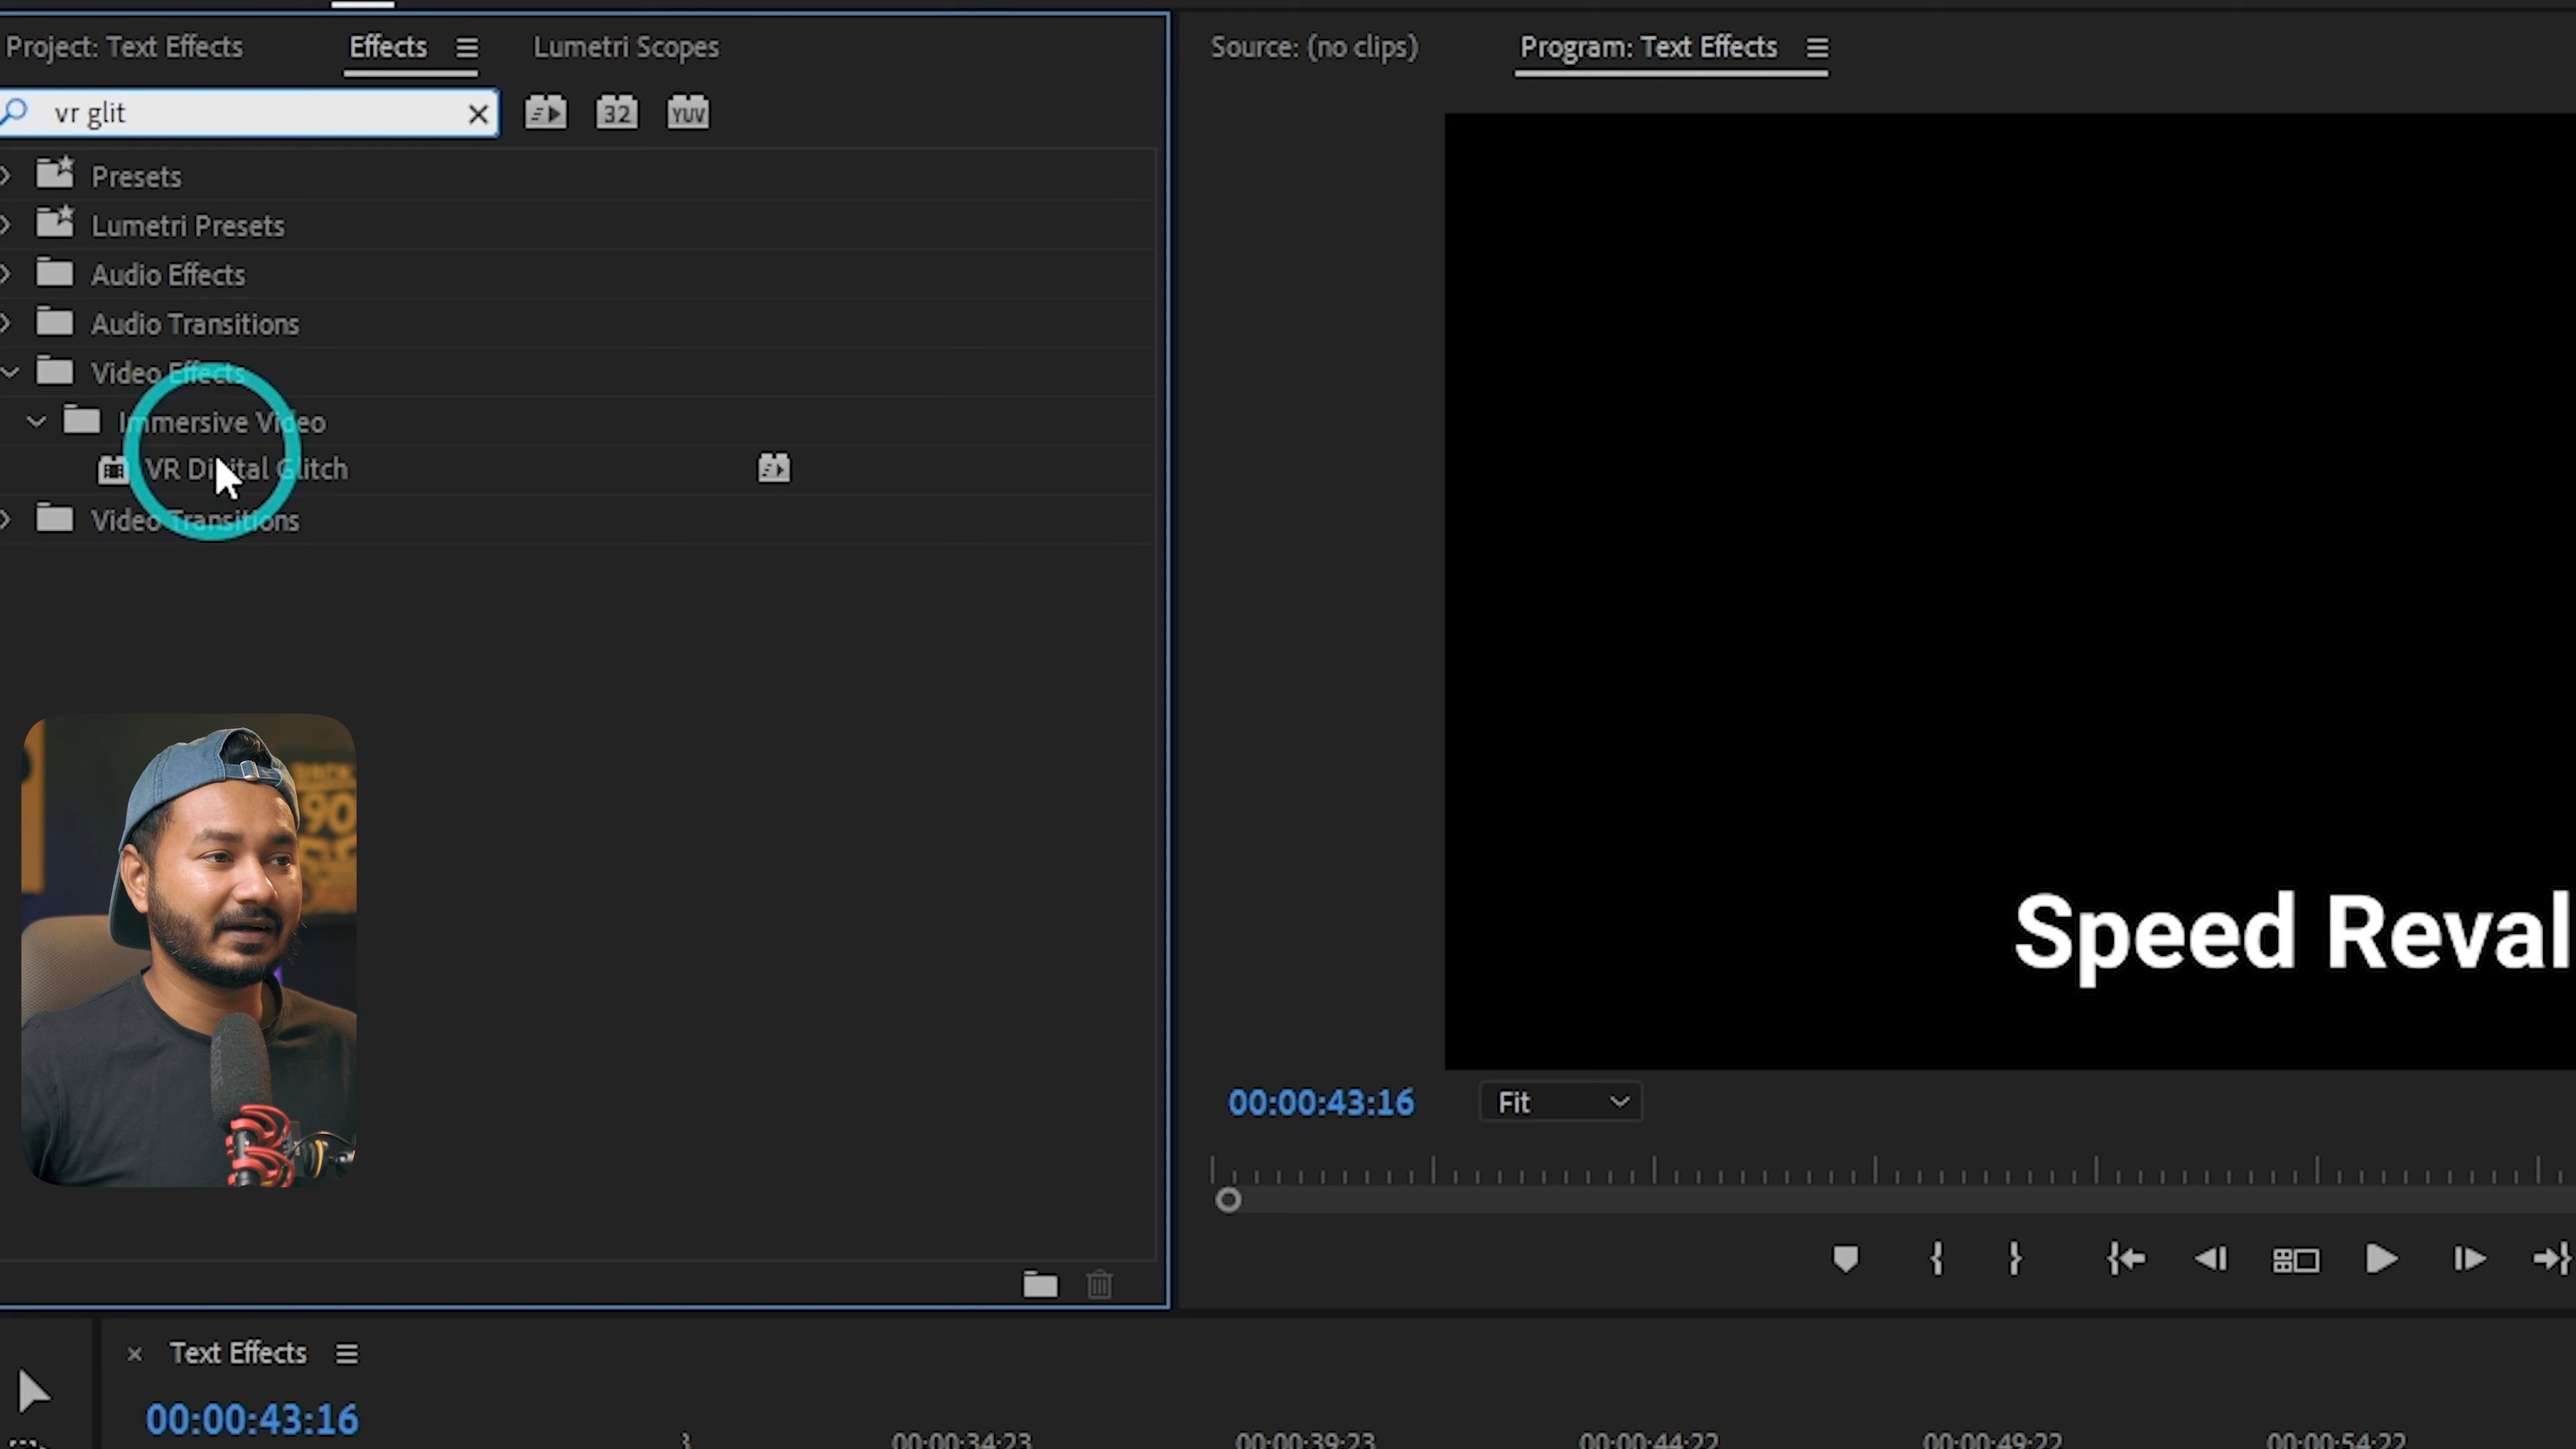 Project: Text Effects
Effects
Lumetri Scopes
Source: (no clips)
Program: Text Effects
vr glit
32
YUV
Presets
Lumetri Presets
Audio Effects
Audio Transitions
Video Effects
Immersive Video
VR Digital Glitch
Video Transitions
90
Speed Reval
00:00:43:16
Fit
Text Effects
00:00:43:16
00:00:34:23
00:00:39:23
00:00:44:22
00:00:49:22
00:00:54:22